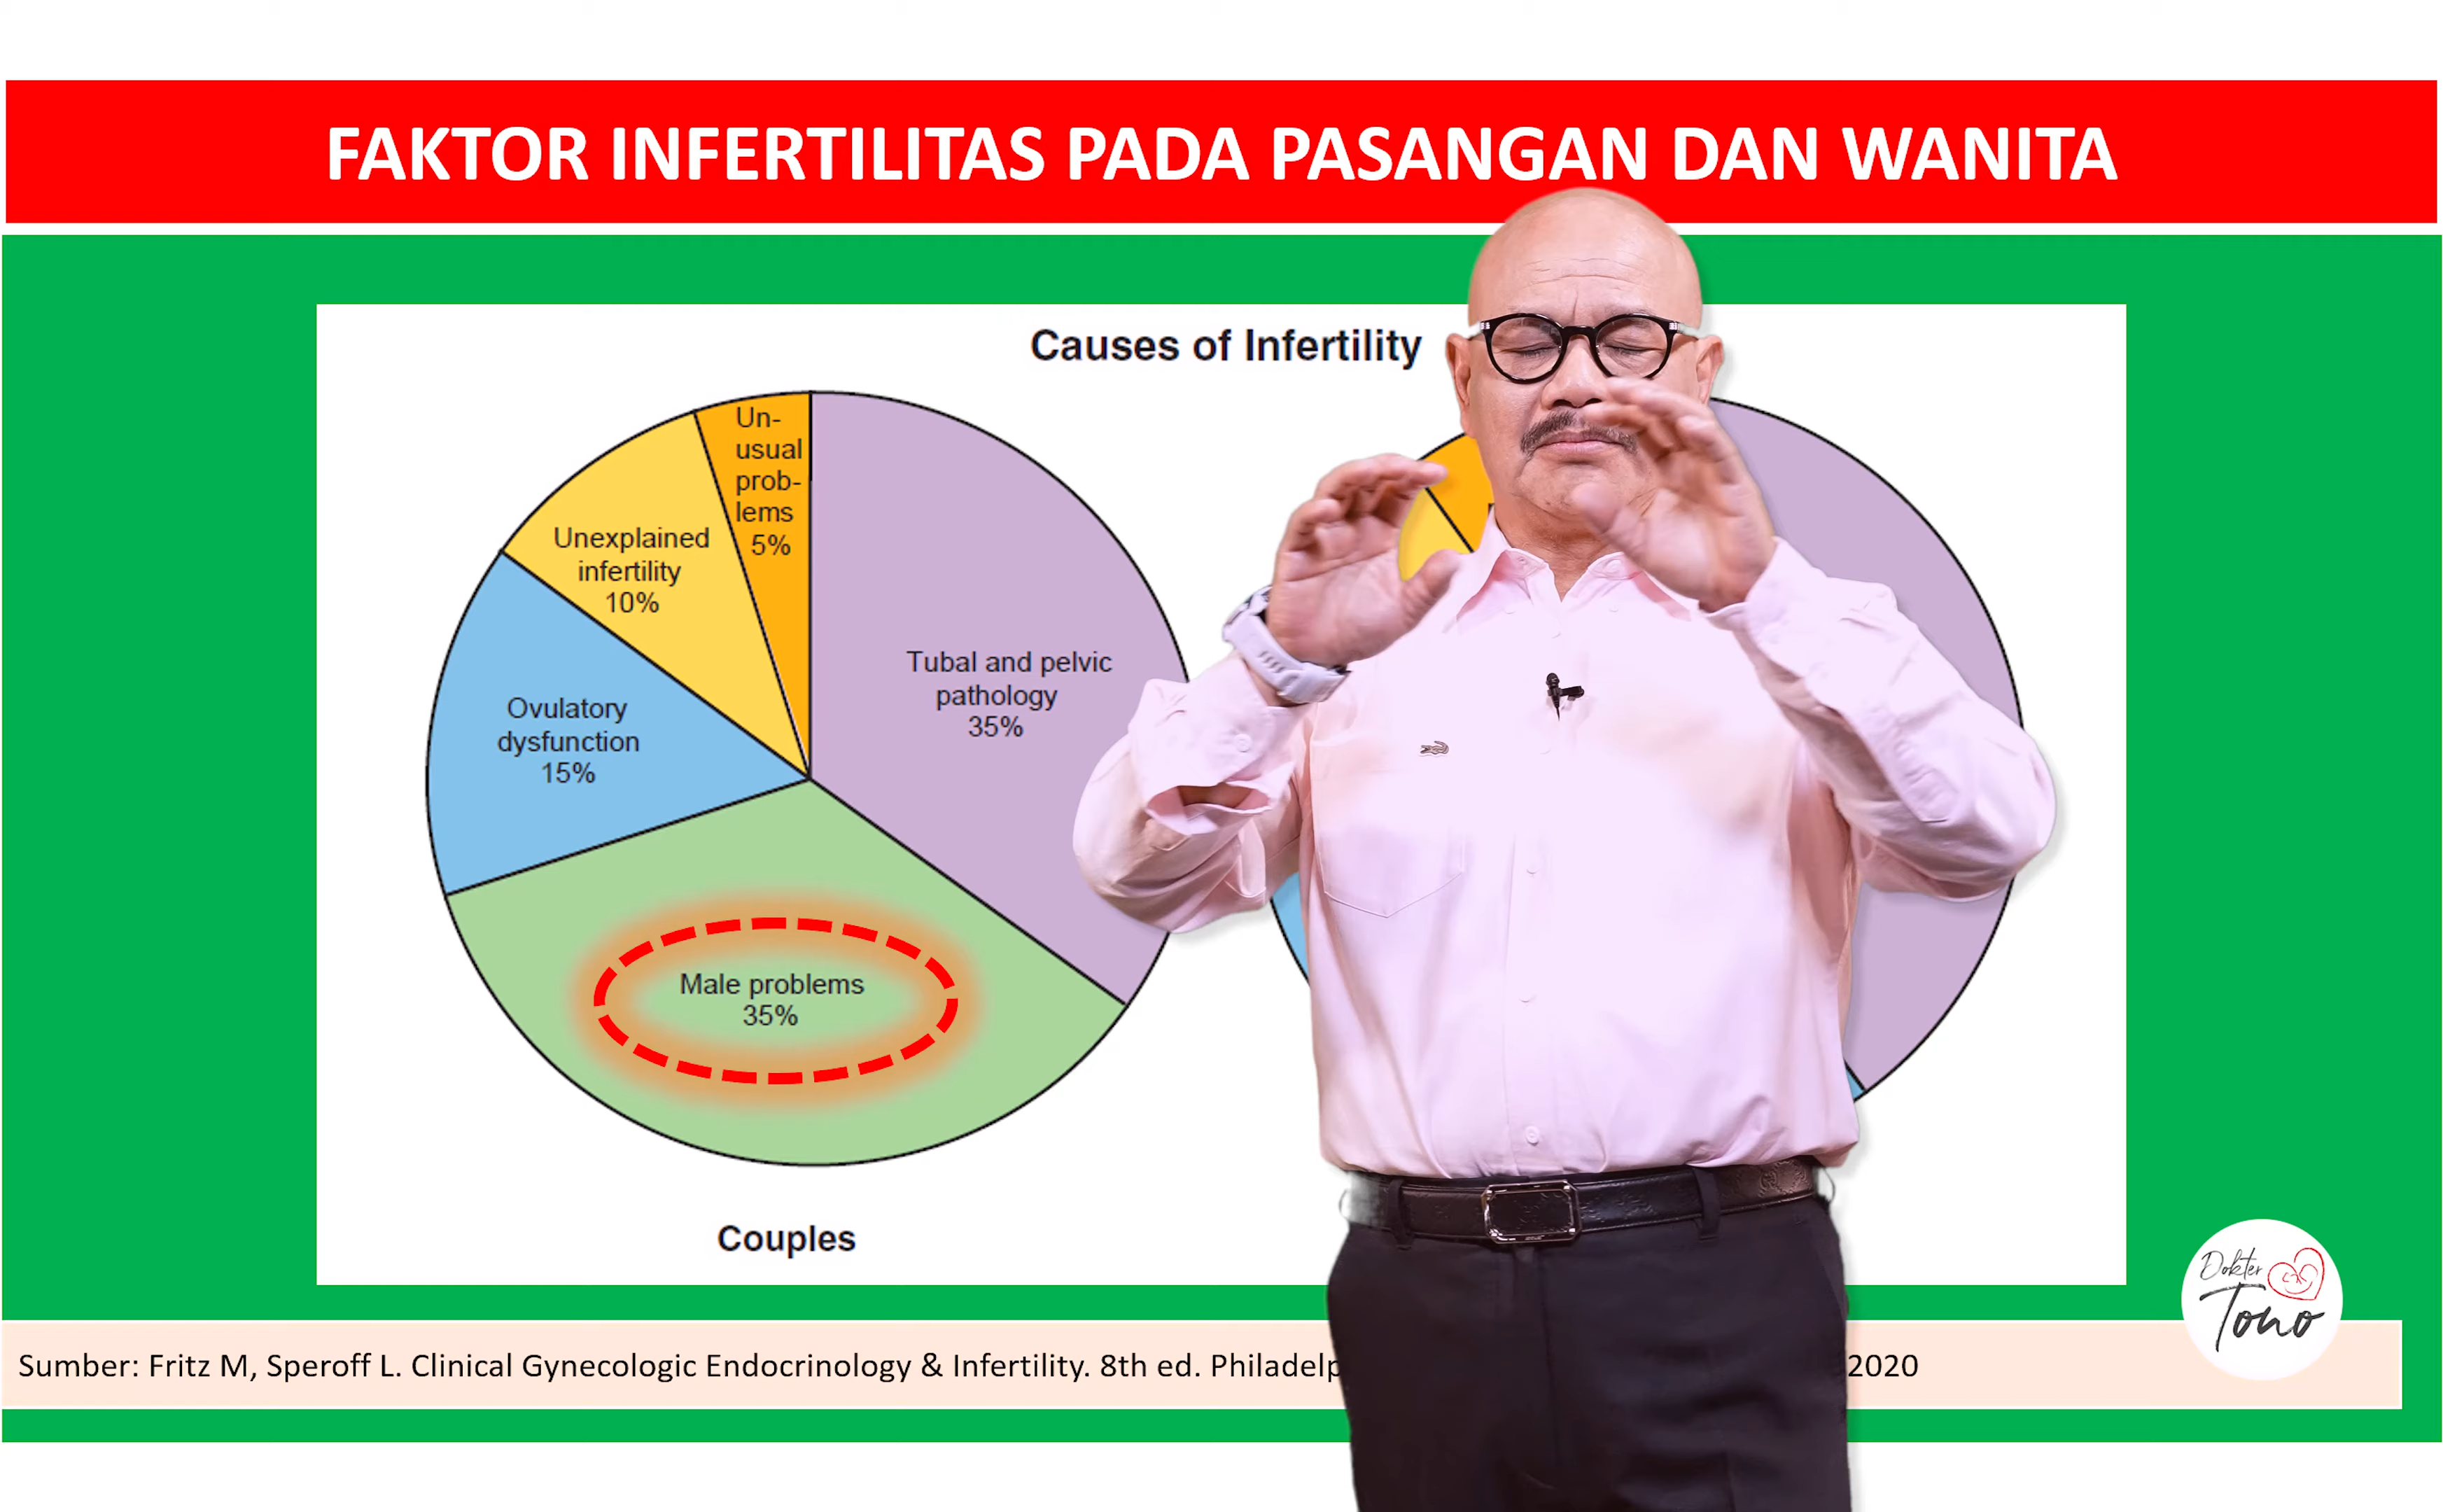 FAKTOR INFERTILITAS PADA PASANGAN DAN WANITA
Causes of Infertility
Un-
usual
prob-
lems
5%
Unexplained
infertility
10%
Tubal and pelvic
pathology
35%
Ovulatory
dysfunction
15%
Male problems
35%
Couples
Dokter
Tono
Sumber: Fritz M, Speroff L. Clinical Gynecologic Endocrinology & Infertility. 8th ed. 2020